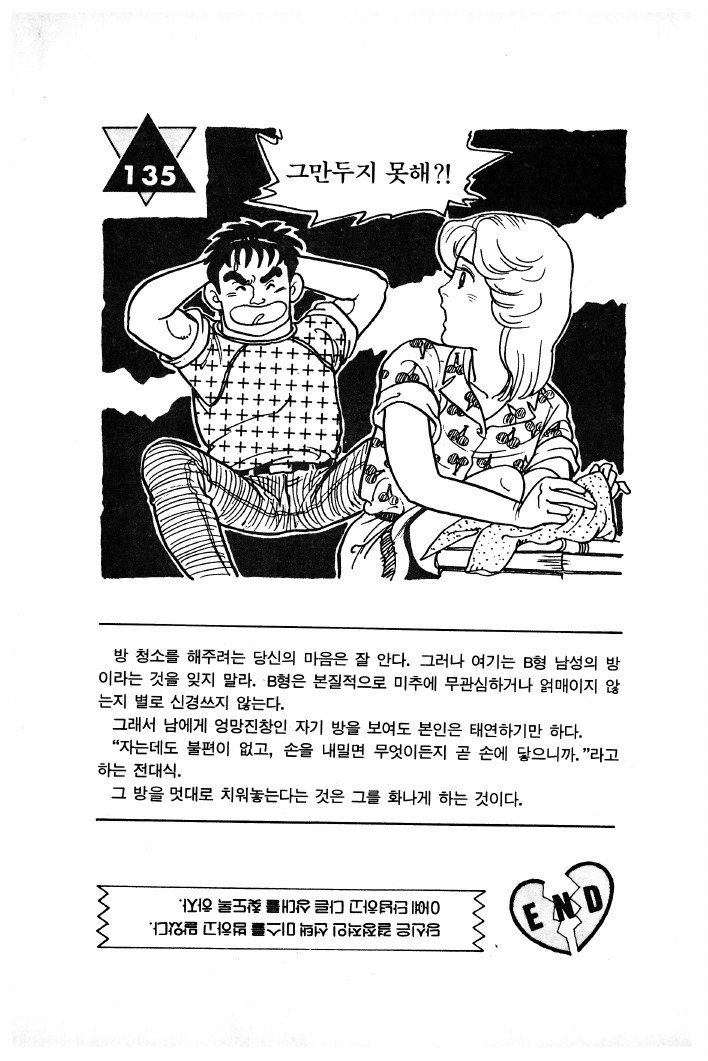 135
그만두지 못해?!
방 청소를 해주려는 당신의 마음은 잘 안다. 그러나 여기는 B형 남성의 방
이라는 것을 잊지 말라. B형은 본질적으로 미추에 무관심하거나 얽매이지 않
는지 별로 신경쓰지 않는다.
그래서 남에게 엉망진창인 자기 방을 보여도 본인은 태연하기만 하다.
“자는데도 불편이 없고, 손을 내밀면 무엇이든지 곧 손에 닿으니까.”라고
하는 전대식.
그 방을 멋대로 치워놓는다는 것은 그를 화나게 하는 것이다.
END
당신은 결정적인 선택 미스를 범하고 말았다.
아예 단념하고 다른 상대를 찾도록 하자.